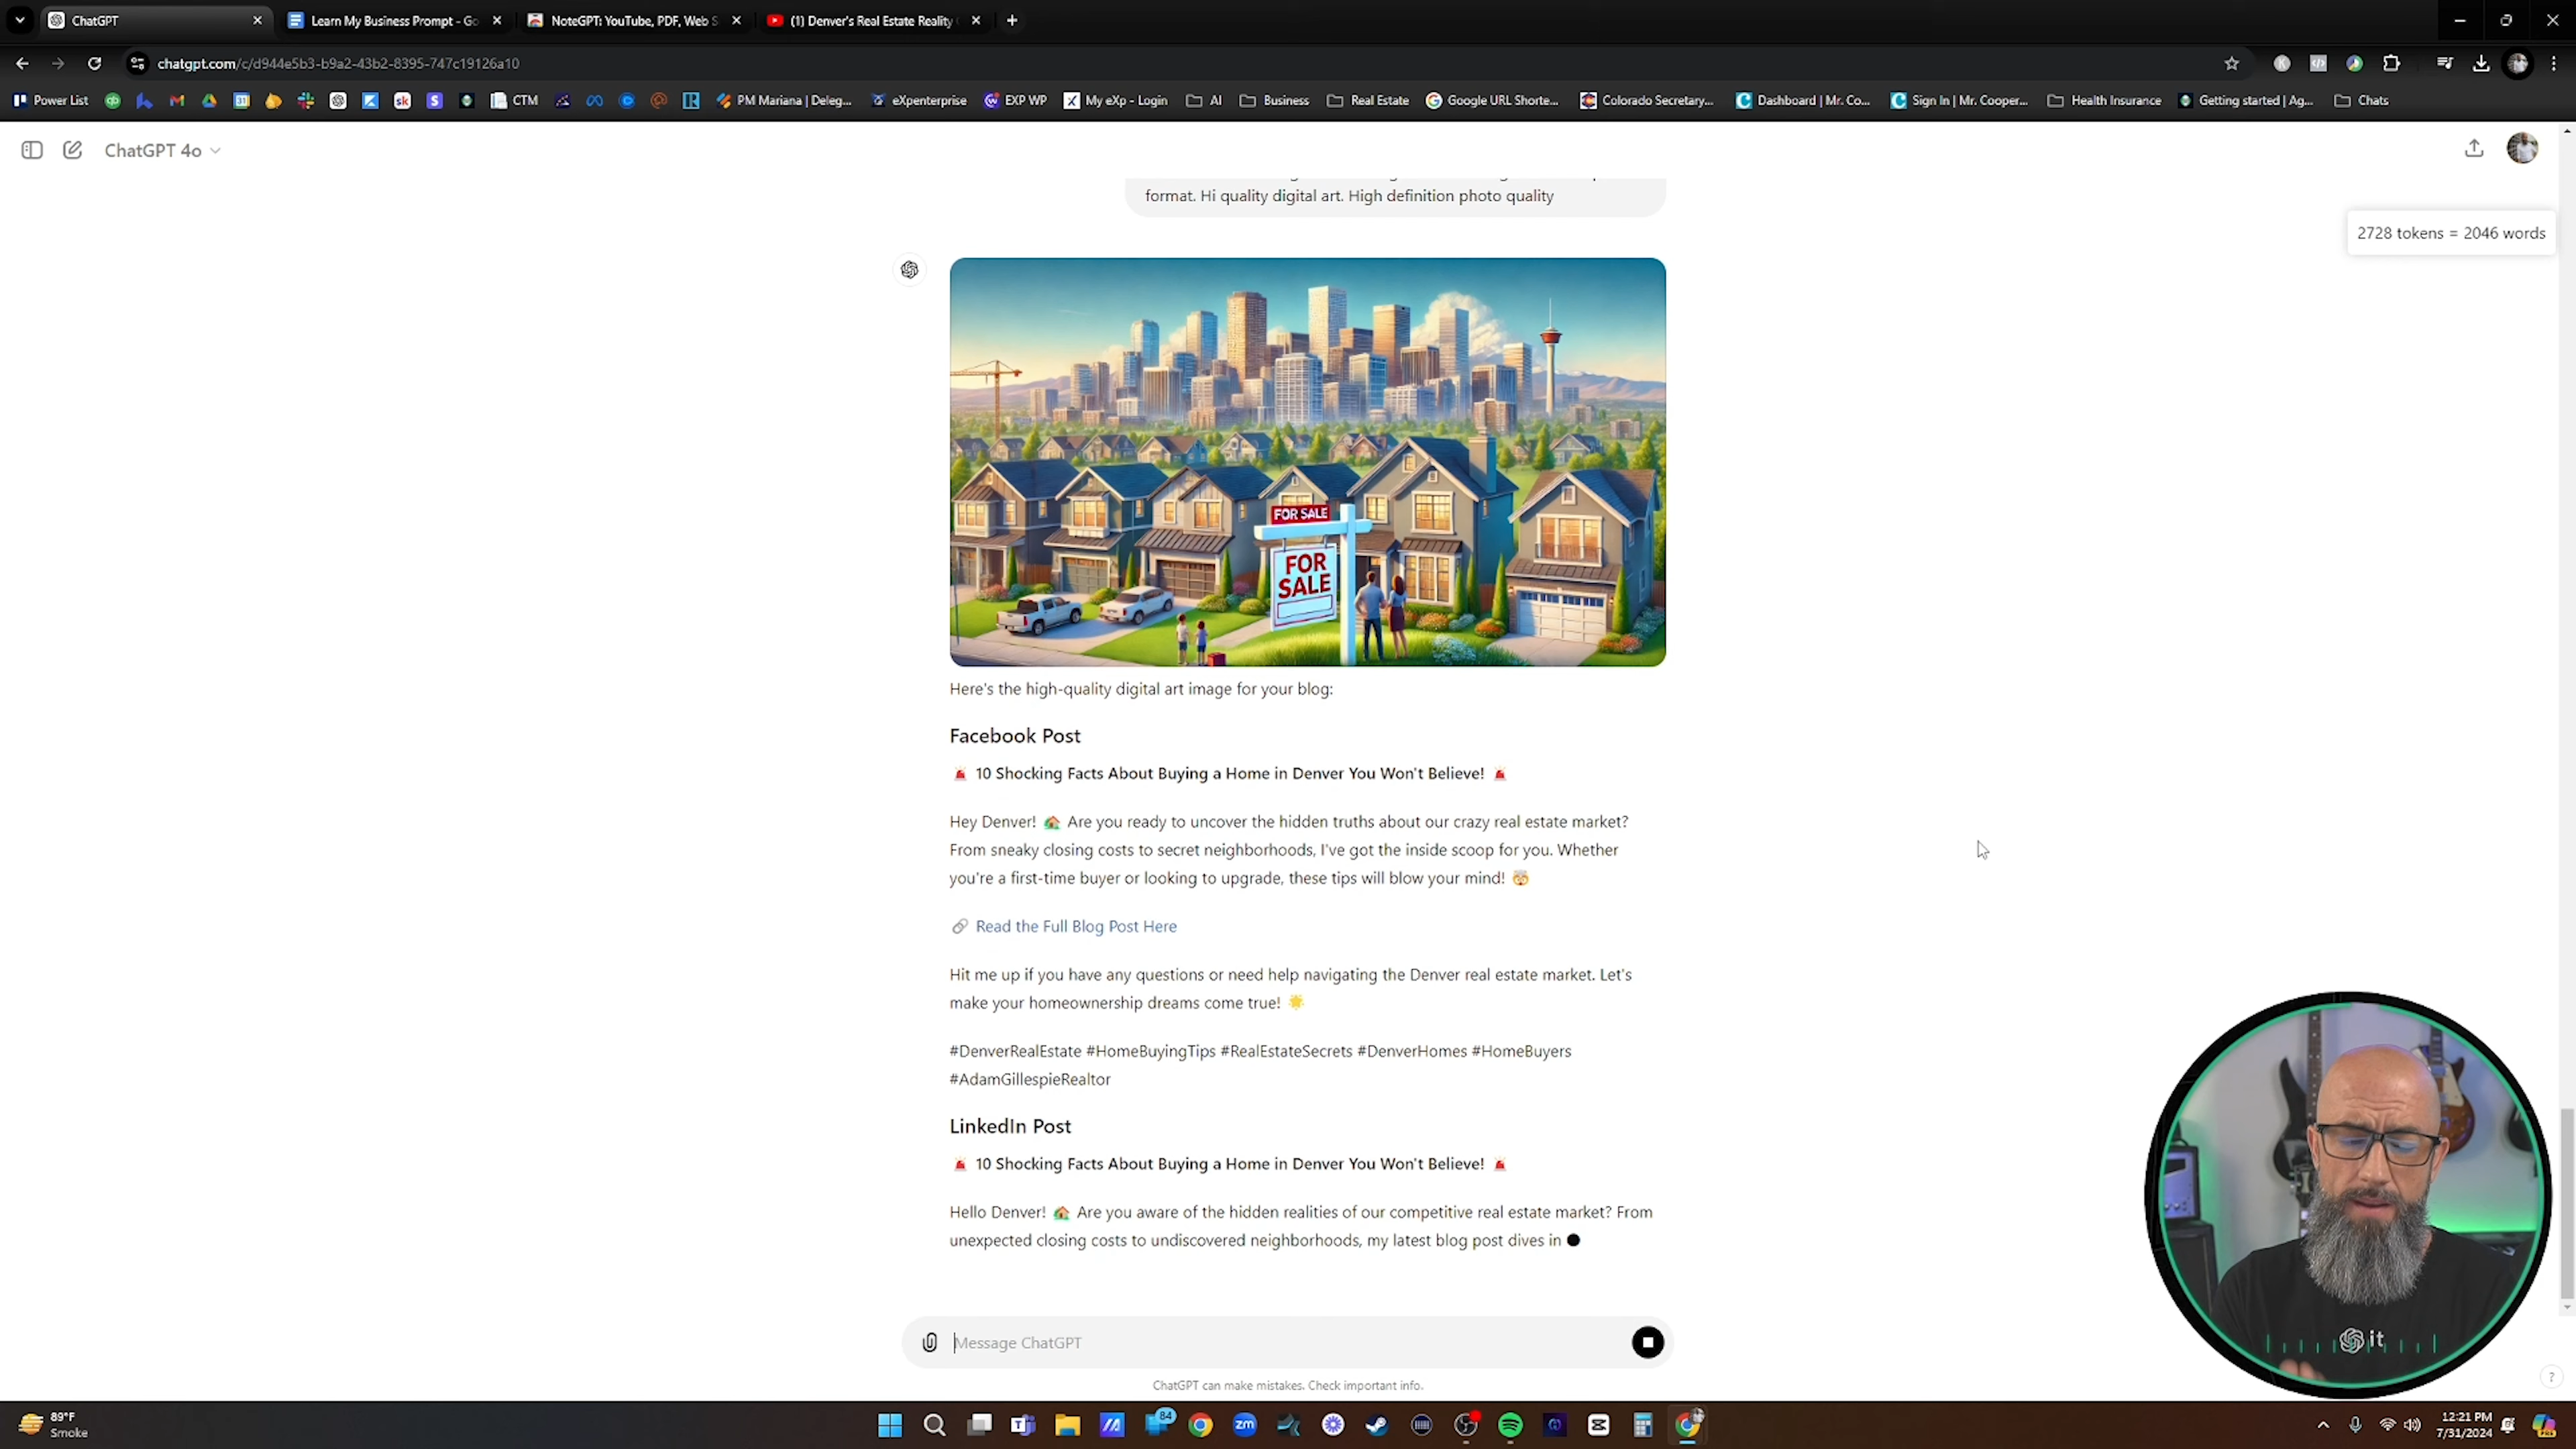 ChatGPT
Learn My Business Prompt - Go
NoteGPT: YouTube, PDF, Web S
(1) Denver's Real Estate Reality
chatgpt.com/c/d944e5b3-b9a2-43b2-8395-747c19126a10
Power List
CTM
PM Mariana | Deleg...
eXpenterprise
EXP WP
My eXp - Login
AI
Business
Real Estate
Google URL Shorte...
Colorado Secretary...
Dashboard | Mr. Co...
Sign In | Mr. Cooper...
Health Insurance
Getting started | Ag...
Chats
ChatGPT 4o
format. Hi quality digital art. High definition photo quality
2728 tokens = 2046 words
FOR SALE
FOR
SALE
Here's the high-quality digital art image for your blog:
Facebook Post
🚨 10 Shocking Facts About Buying a Home in Denver You Won't Believe! 🚨
Hey Denver! 🏠 Are you ready to uncover the hidden truths about our crazy real estate market?
From sneaky closing costs to secret neighborhoods, I've got the inside scoop for you. Whether
you're a first-time buyer or looking to upgrade, these tips will blow your mind! 🤯
🔗 Read the Full Blog Post Here
Hit me up if you have any questions or need help navigating the Denver real estate market. Let's
make your homeownership dreams come true! 🌟
#DenverRealEstate #HomeBuyingTips #RealEstateSecrets #DenverHomes #HomeBuyers
#AdamGillespieRealtor
LinkedIn Post
🚨 10 Shocking Facts About Buying a Home in Denver You Won't Believe! 🚨
Hello Denver! 🏠 Are you aware of the hidden realities of our competitive real estate market? From
unexpected closing costs to undiscovered neighborhoods, my latest blog post dives in
Message ChatGPT
ChatGPT can make mistakes. Check important info.
it
?
89°F
Smoke
84
zm
12:21 PM
7/31/2024